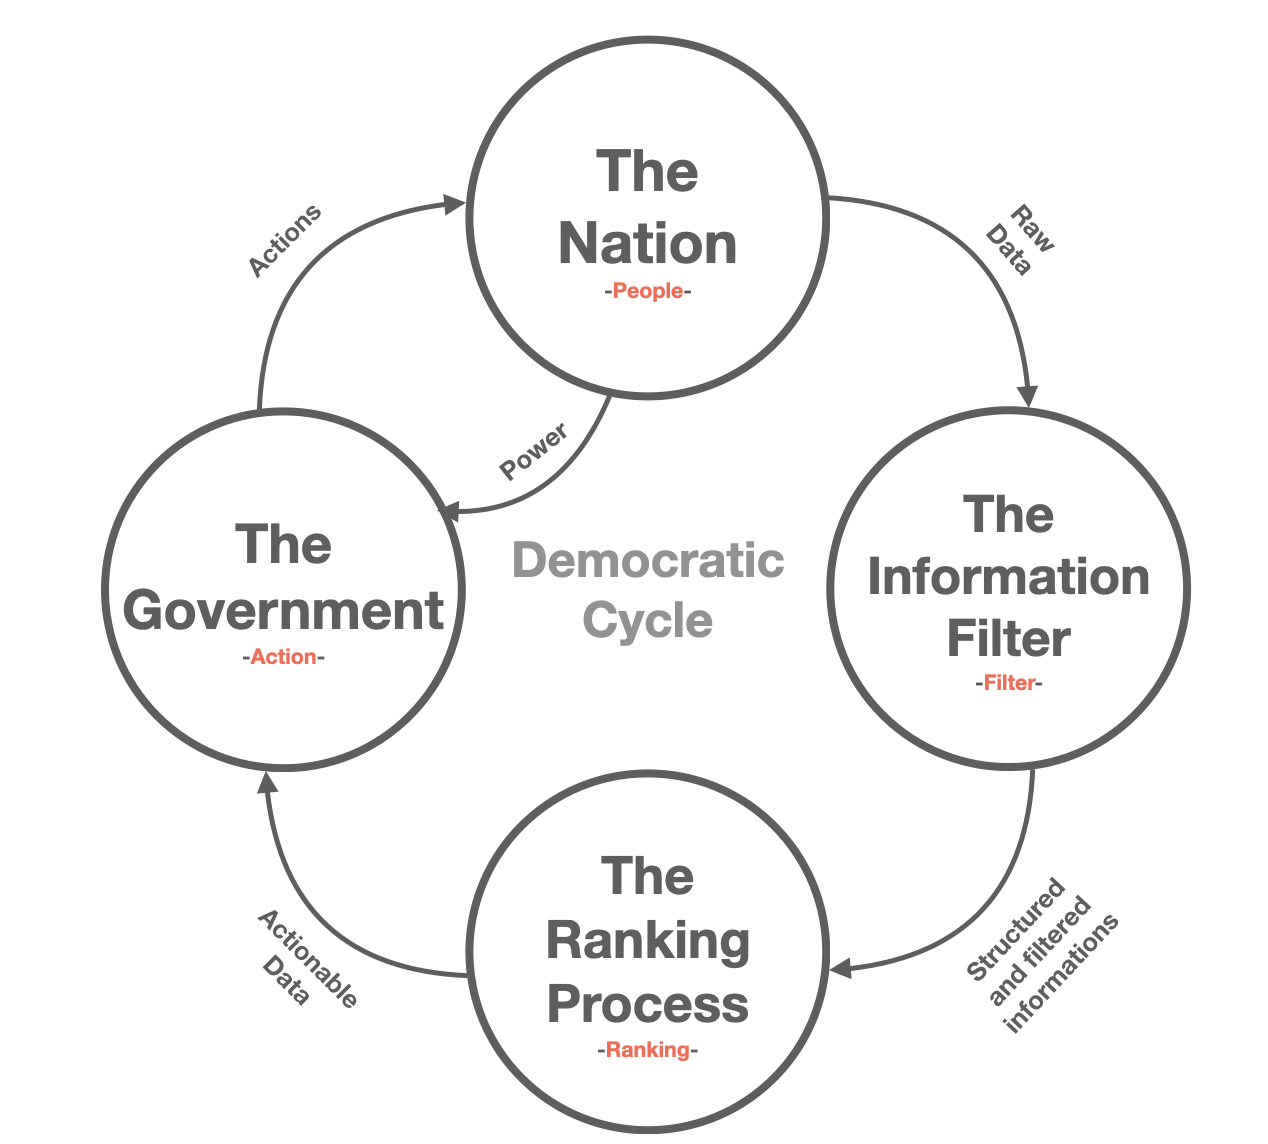 The
Nation
-People-
Actions
Raw
Data
Power
The
Government
-Action-
Democratic
Cycle
The
Information
Filter
-Filter-
The
Ranking
Process
-Ranking-
Actionable
Data
Structured
and filtered
informations